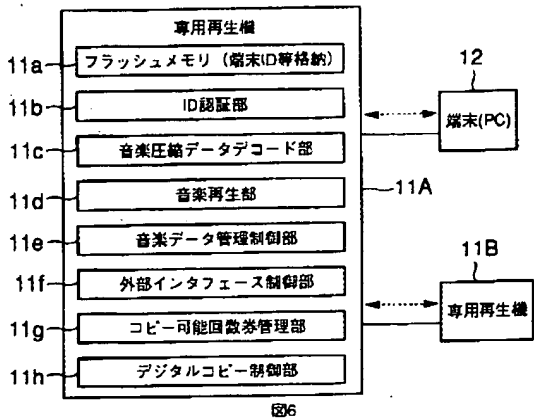 専用再生機
11a フラッシュメモリ（端末ID等格納）
11b ID認証部
11c 音楽圧縮データデコード部
11d 音楽再生部
11e 音楽データ管理制御部
11f 外部インタフェース制御部
11g コピー可能回数券管理部
11h デジタルコピー制御部
11A
12
端末(PC)
11B
専用再生機
図6